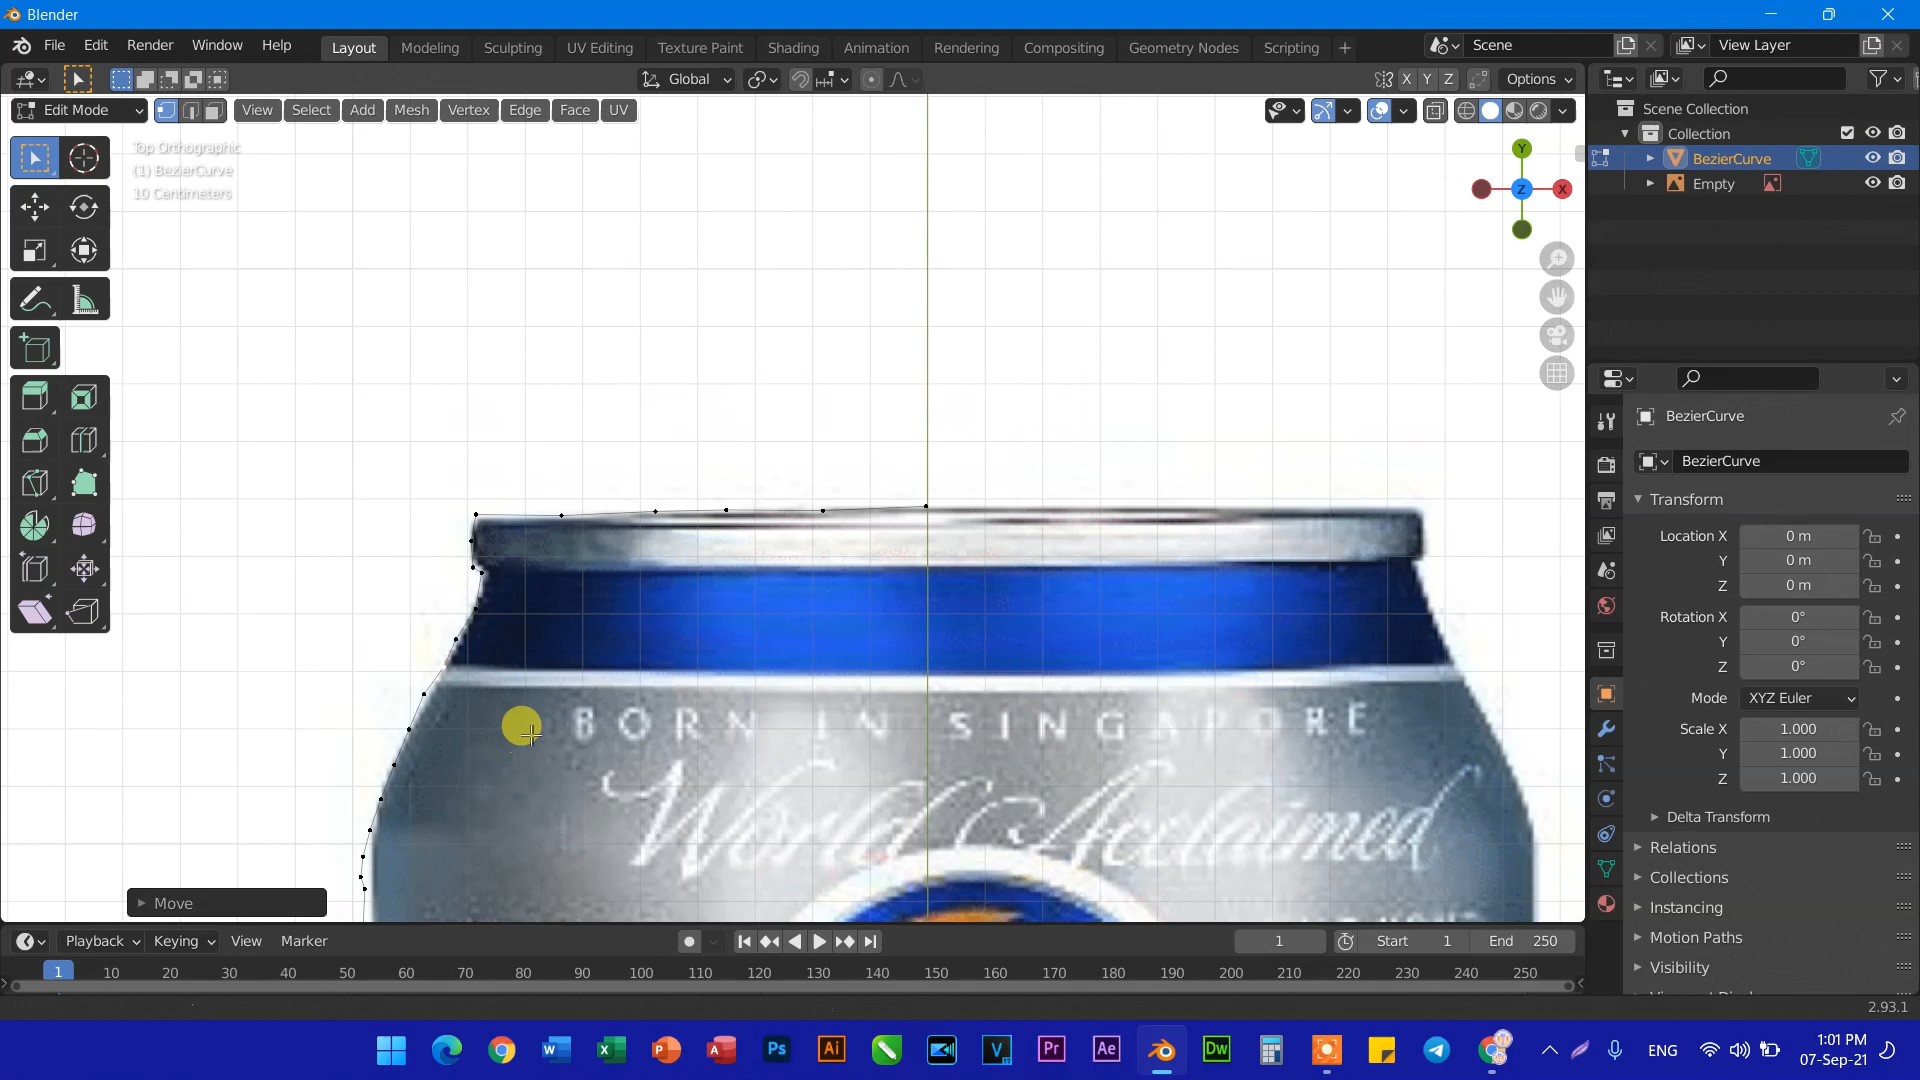 Blender
File Edit Render Window Help Layout Modeling Sculpting UV Editing Texture Paint Shading Animation Rendering Compositing Geometry Nodes Scripting Scene View Layer
Global X Y Z Options
Edit Mode View Select Add Mesh Vertex Edge Face UV
Top Orthographic
(1) BezierCurve
10 Centimeters
Y
Z X
Scene Collection
Collection
BezierCurve
Empty
BezierCurve
BezierCurve
Transform
Location X 0 m
Y 0 m
Z 0 m
Rotation X 0°
Y 0°
Z 0°
Mode XYZ Euler
Scale X 1.000
Y 1.000
Z 1.000
Delta Transform
Relations
Collections
Instancing
Motion Paths
Visibility
BORN IN SINGAPORE
World Acclaimed
Move
Playback Keying View Marker 1 Start 1 End 250
1 10 20 30 40 50 60 70 80 90 100 110 120 130 140 150 160 170 180 190 200 210 220 230 240 250
2.93.1
ENG
1:01 PM
07-Sep-21